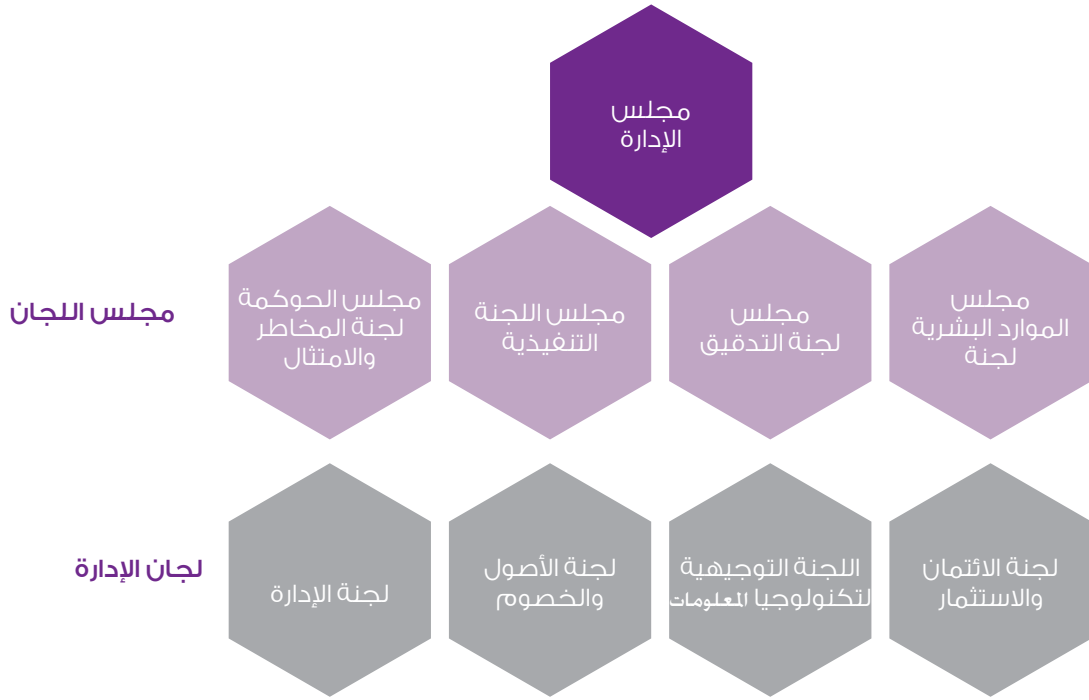 مجلس
الإدارة
مجلس اللجان
مجلس
الموارد البشرية
لجنة
مجلس
لجنة التدقيق
مجلس اللجنة
التنفيذية
مجلس الحوكمة
لجنة المخاطر
والامتثال
لجان الإدارة
لجنة الائتمان
والاستثمار
اللجنة التوجيهية
لتكنولوجيا المعلومات
لجنة الأصول
والخصوم
لجنة الإدارة